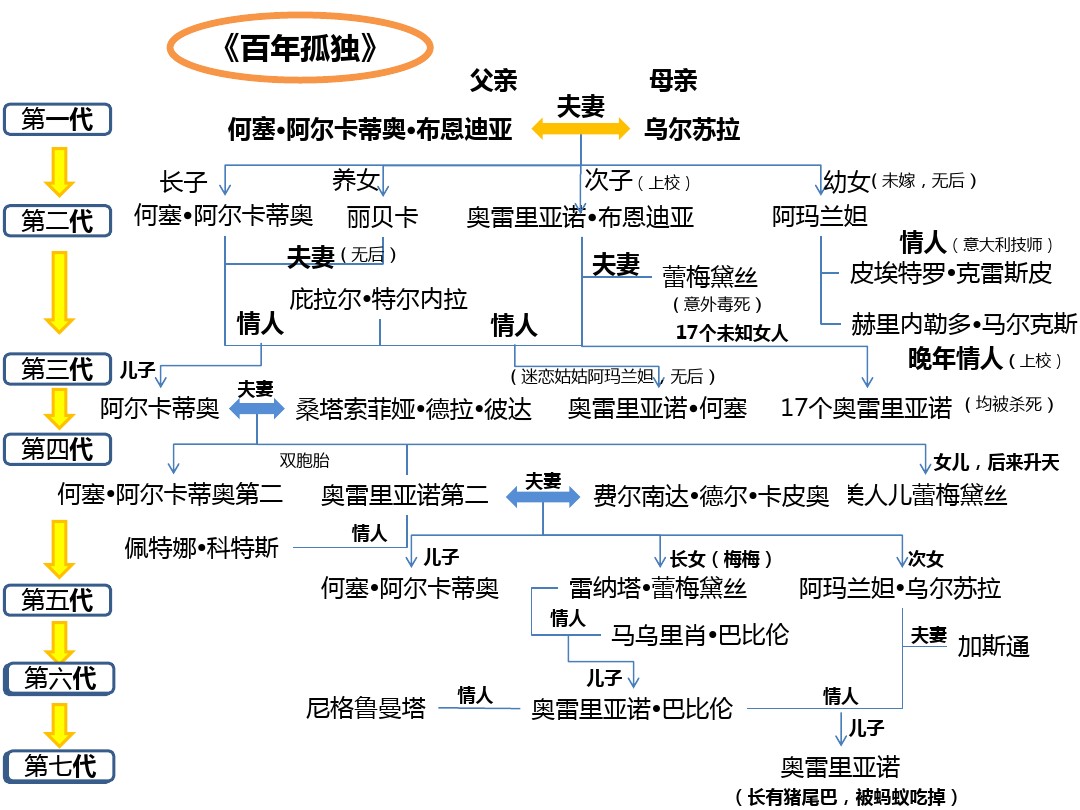 《百年孤独》
父亲
母亲
第一代
何塞•阿尔卡蒂奥•布恩迪亚
夫妻
乌尔苏拉
长子
养女
次子（上校）
幼女（未嫁，无后）
第二代
何塞•阿尔卡蒂奥
丽贝卡
奥雷里亚诺•布恩迪亚
阿玛兰妲
夫妻（无后）
夫妻
蕾梅黛丝
（意外毒死）
情人（意大利技师）
皮埃特罗•克雷斯皮
庇拉尔•特尔内拉
情人
情人
17个未知女人
赫里内勒多•马尔克斯
晚年情人（上校）
第三代
儿子
（迷恋姑姑阿玛兰妲，无后）
阿尔卡蒂奥
夫妻
桑塔索菲娅•德拉•彼达
奥雷里亚诺•何塞
17个奥雷里亚诺（均被杀死）
第四代
双胞胎
女儿，后来升天
何塞•阿尔卡蒂奥第二
奥雷里亚诺第二
夫妻
费尔南达•德尔•卡皮奥
美人儿蕾梅黛丝
佩特娜•科特斯
情人
儿子
长女（梅梅）
次女
第五代
何塞•阿尔卡蒂奥
雷纳塔•蕾梅黛丝
阿玛兰妲•乌尔苏拉
情人
马乌里肖•巴比伦
夫妻
加斯通
第六代
儿子
尼格鲁曼塔
情人
奥雷里亚诺•巴比伦
情人
儿子
第七代
奥雷里亚诺
（长有猪尾巴，被蚂蚁吃掉）